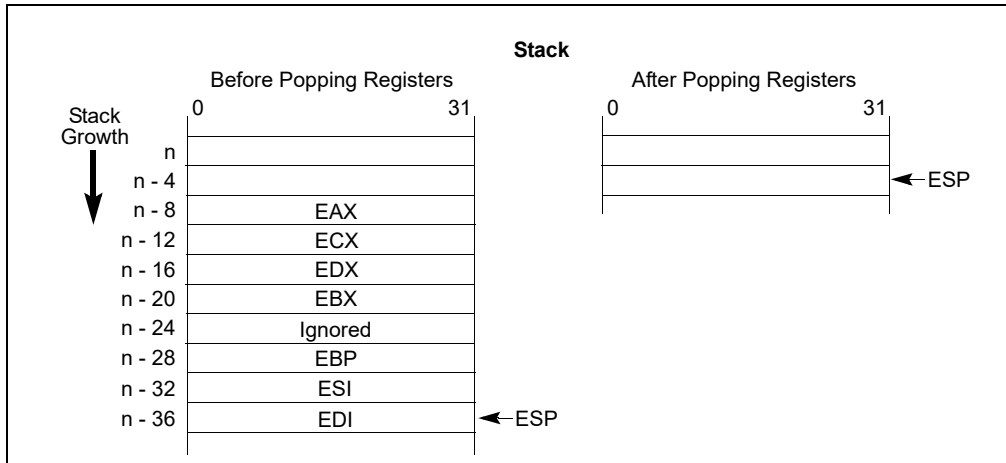 Stack
Before Popping Registers
After Popping Registers
0 31
0 31
Stack
Growth
n
n - 4
ESP
n - 8 EAX
n - 12 ECX
n - 16 EDX
n - 20 EBX
n - 24 Ignored
n - 28 EBP
n - 32 ESI
n - 36 EDI ESP